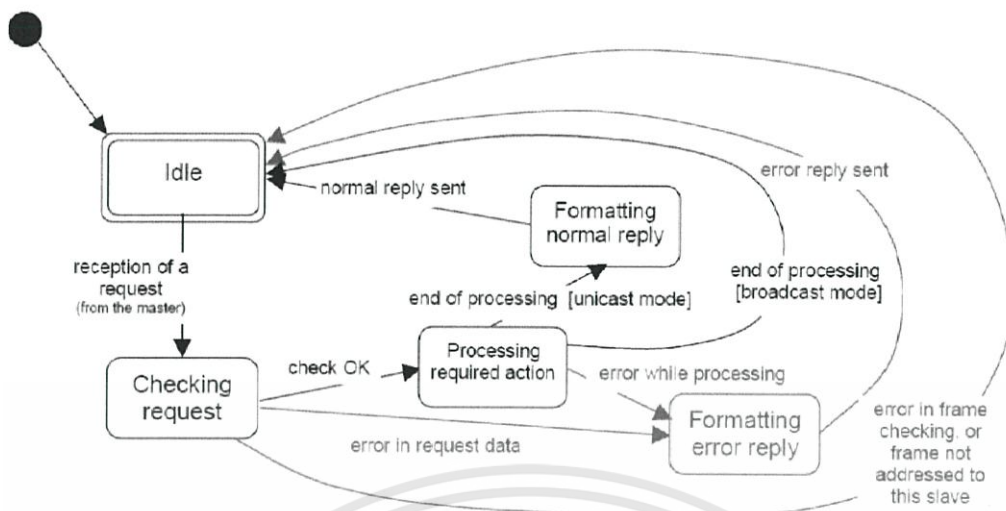 Idle
normal reply sent
error reply sent
Formatting
normal reply
reception of a
request
(from the master)
end of processing [unicast mode]
end of processing
[broadcast mode]
Checking
request
check OK
Processing
required action
error while processing
Formatting
error reply
error in request data
error in frame
checking, or
frame not
addressed to
this slave